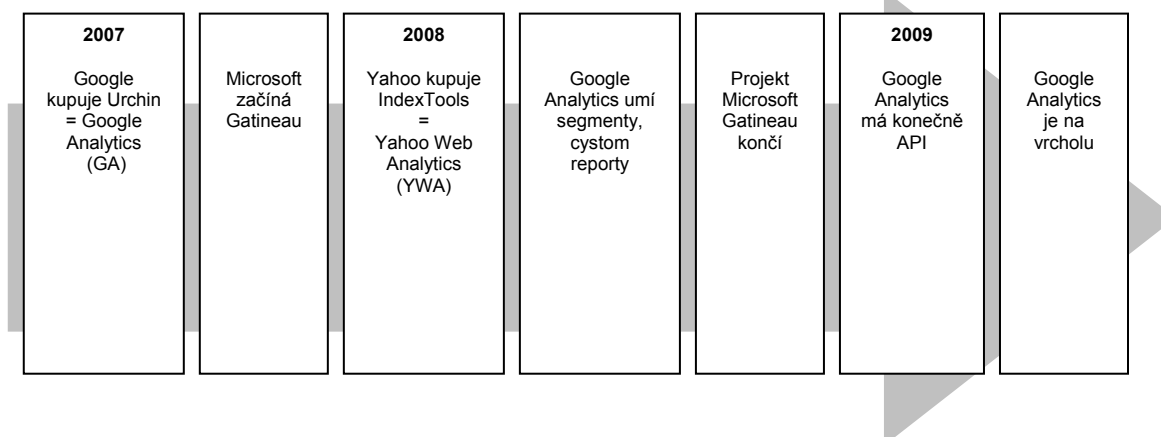 2007
Google
kupuje Urchin
= Google
Analytics
(GA)
Microsoft
začíná
Gatineau
2008
Yahoo kupuje
IndexTools
=
Yahoo Web
Analytics
(YWA)
Google
Analytics umí
segmenty,
cystom
reporty
Projekt
Microsoft
Gatineau
končí
2009
Google
Analytics
má konečně
API
Google
Analytics
je na
vrcholu